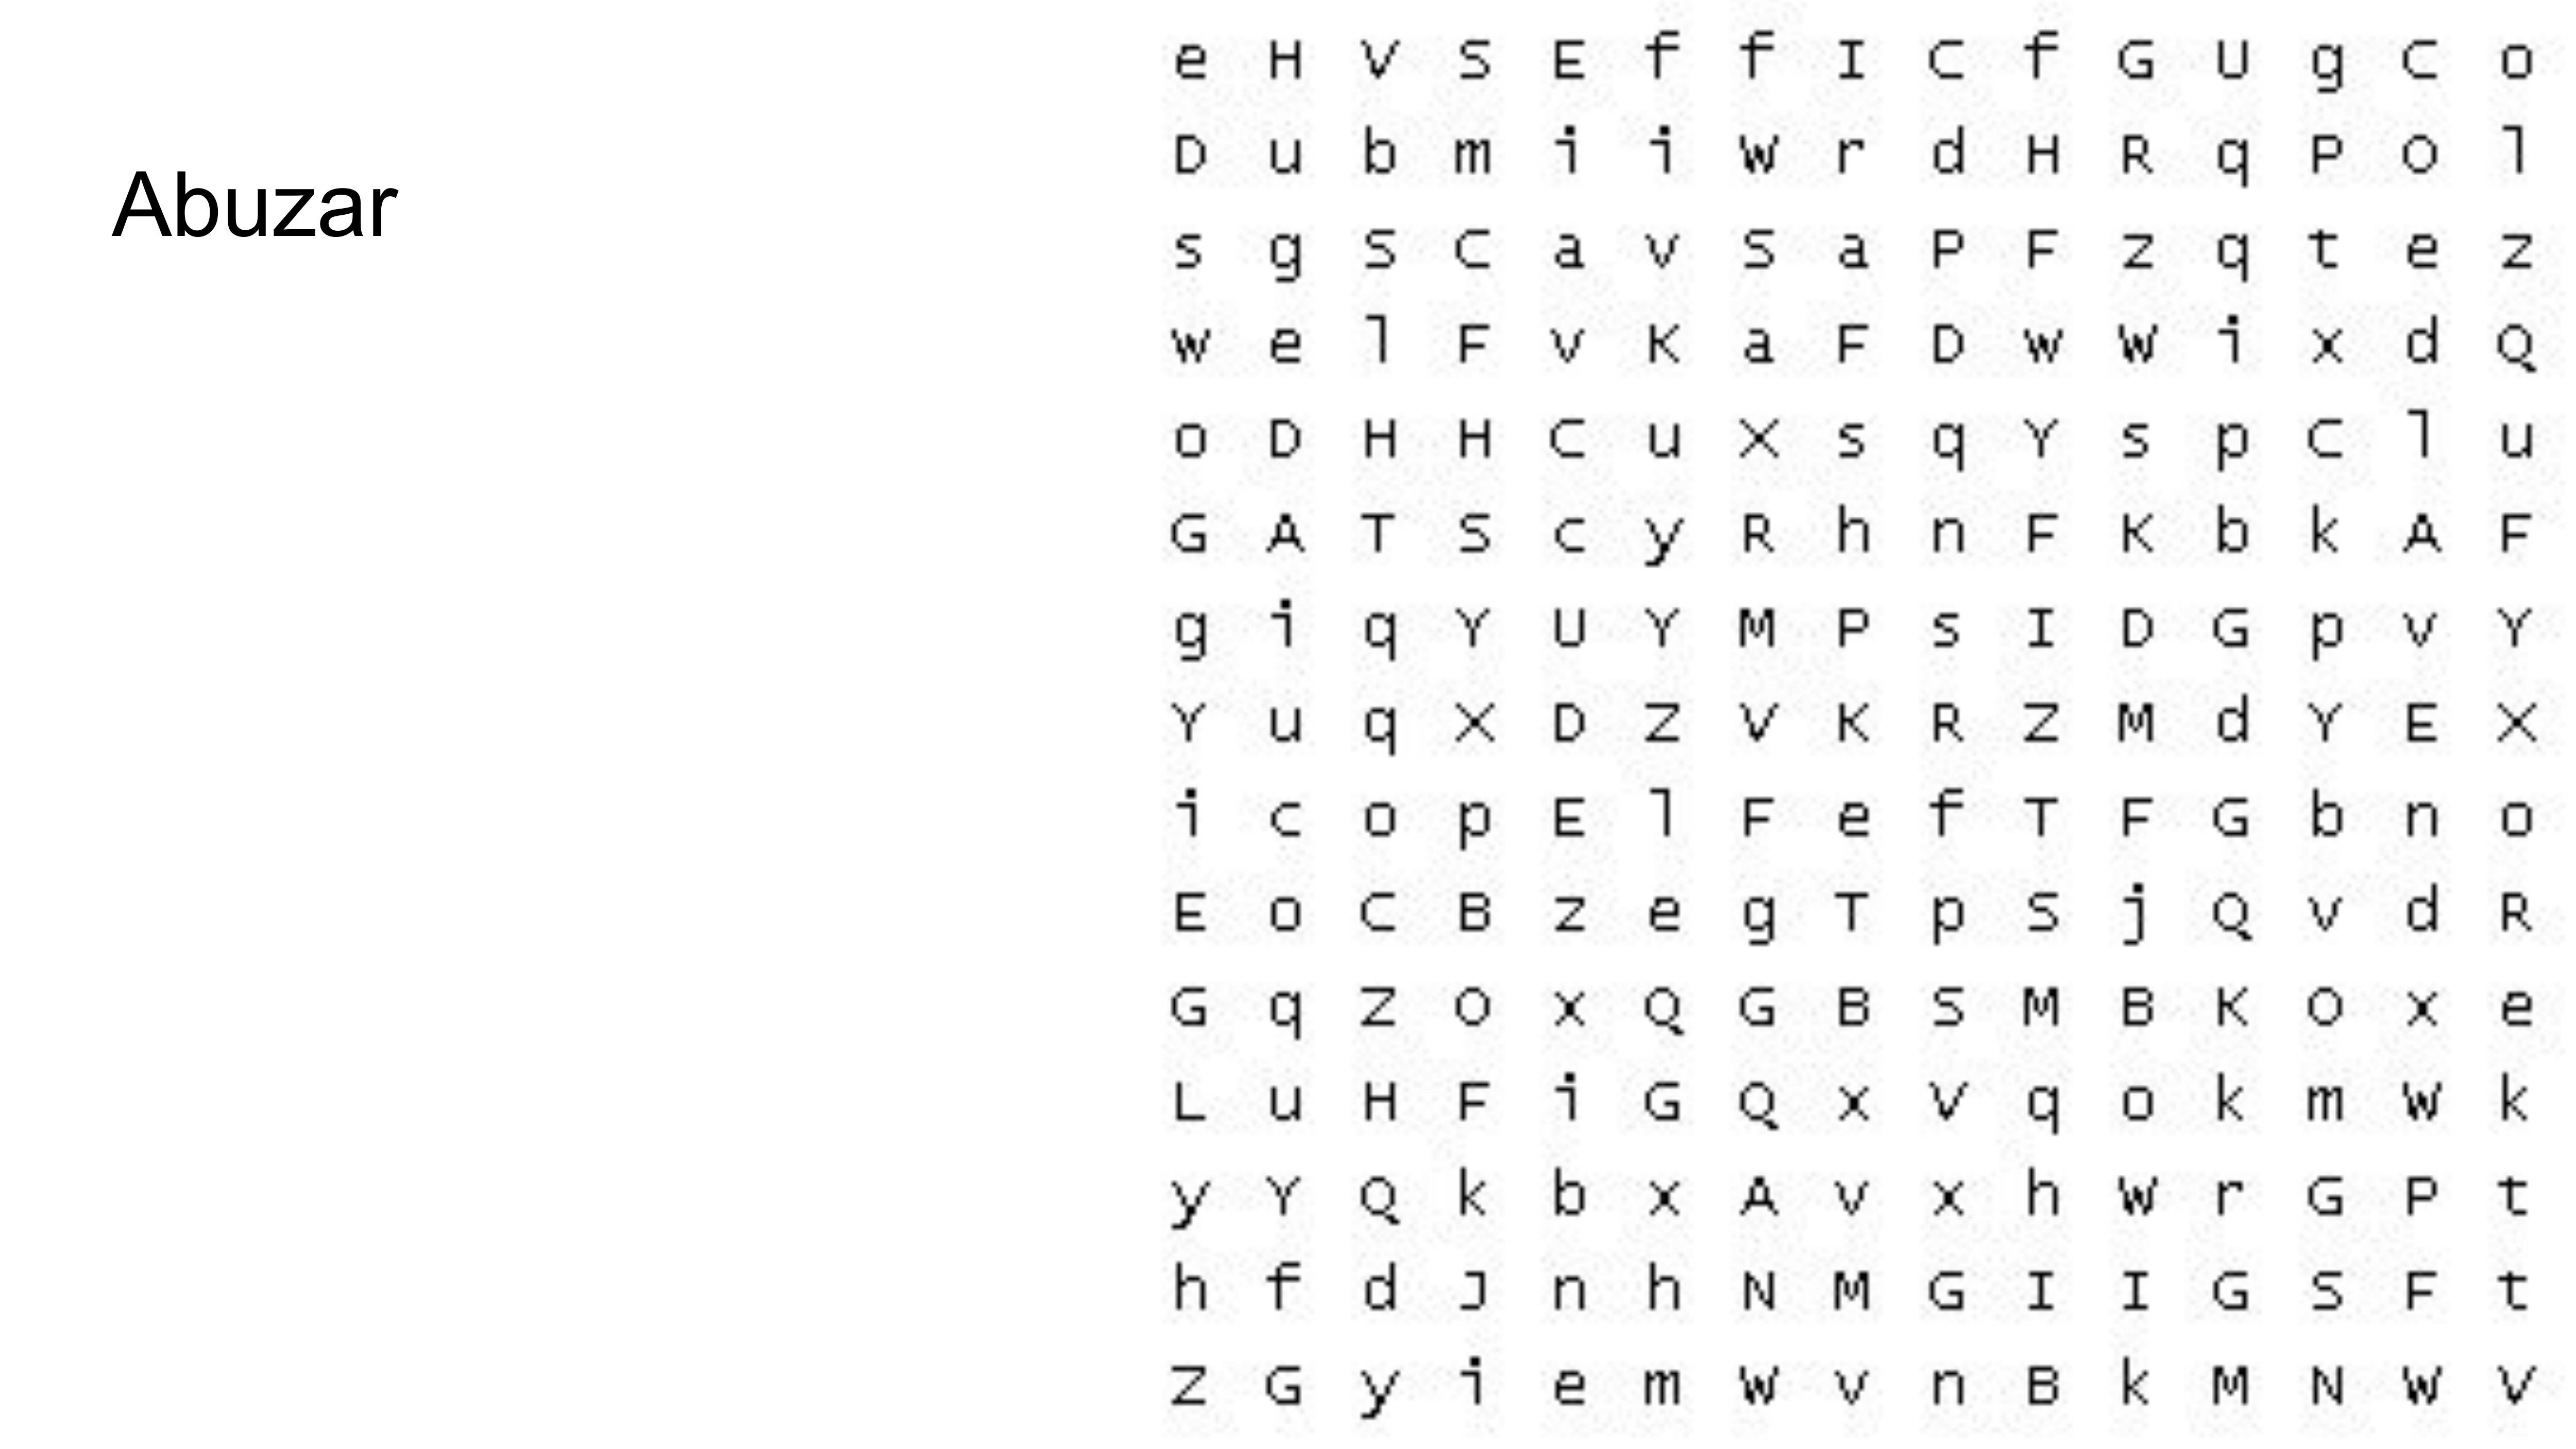 Abuzar
e H V S E f f I C f G U g C o
D u b m i i W r d H R q P O l
s g S C a v S a P F z q t e z
w e l F v K a F D w W i x d Q
o D H H C u X s q Y s p C l u
G A T S c y R h n F K b k A F
g i q Y U Y M P s I D G p v Y
Y u q X D Z V K R Z M d Y E X
i c o p E l F e f T F G b n o
E o C B z e g T p S j Q v d R
G q Z O x Q G B S M B K O x e
L u H F i G Q x V q o k m W k
y Y Q k b x A v x h W r G P t
h f d J n h N M G I I G S F t
Z G y i e m W v n B k M N W V